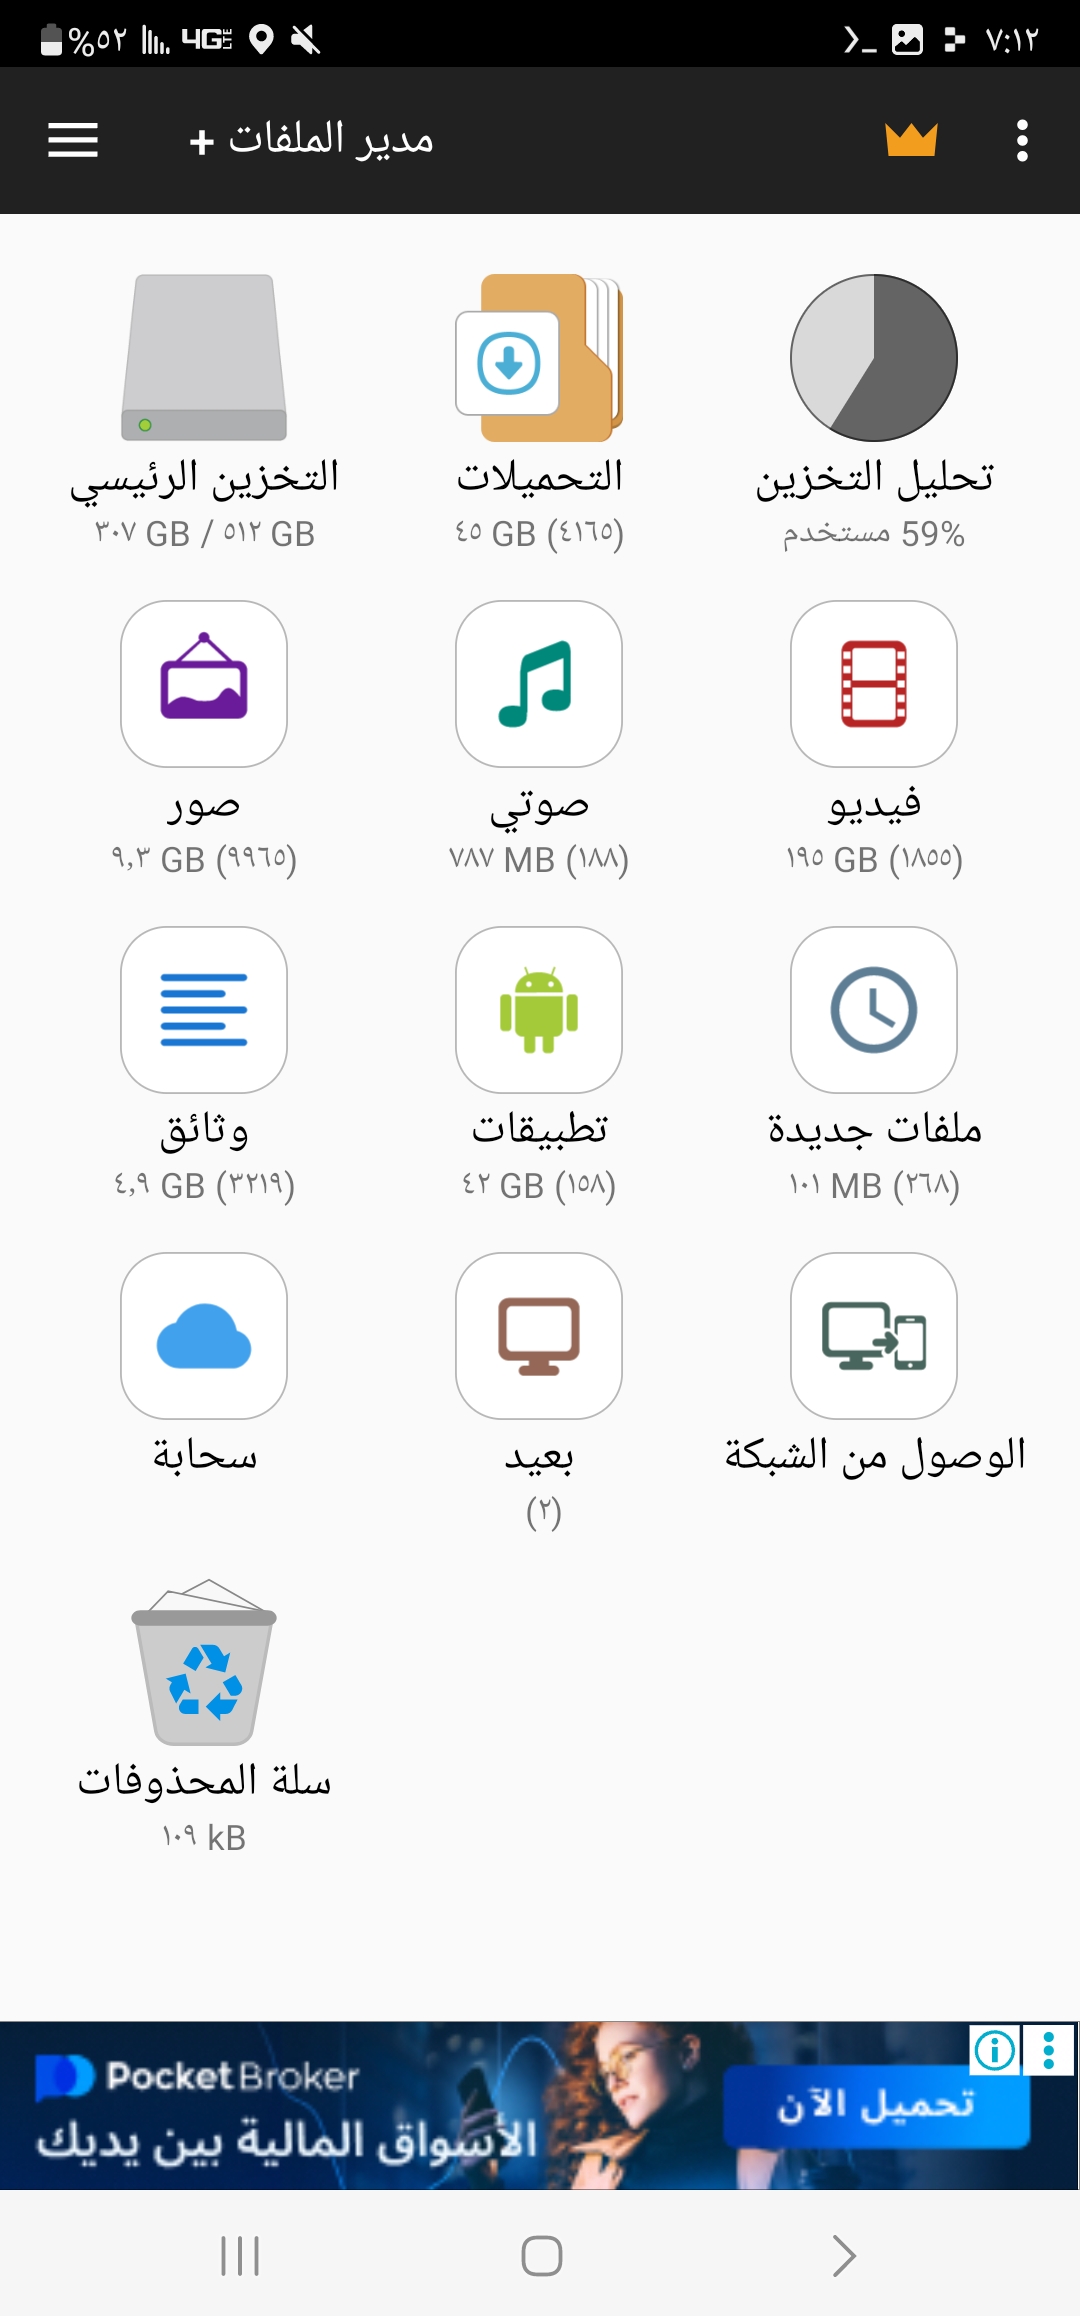 %٥٢ 4G LTE ٧:١٢
مدير الملفات +
التخزين الرئيسي
٣٠٧ GB / ٥١٢ GB
التحميلات
٤٥ GB (٤١٦٥)
تحليل التخزين
59% مستخدم
صور
٩,٣ GB (٩٩٦٥)
صوتي
٧٨٧ MB (١٨٨)
فيديو
١٩٥ GB (١٨٥٥)
وثائق
٤,٩ GB (٣٢١٩)
تطبيقات
٤٢ GB (١٥٨)
ملفات جديدة
١٠١ MB (٢٦٨)
سحابة
بعيد
(٢)
الوصول من الشبكة
سلة المحذوفات
١٠٩ kB
PocketBroker
الأسواق المالية بين يديك
تحميل الآن